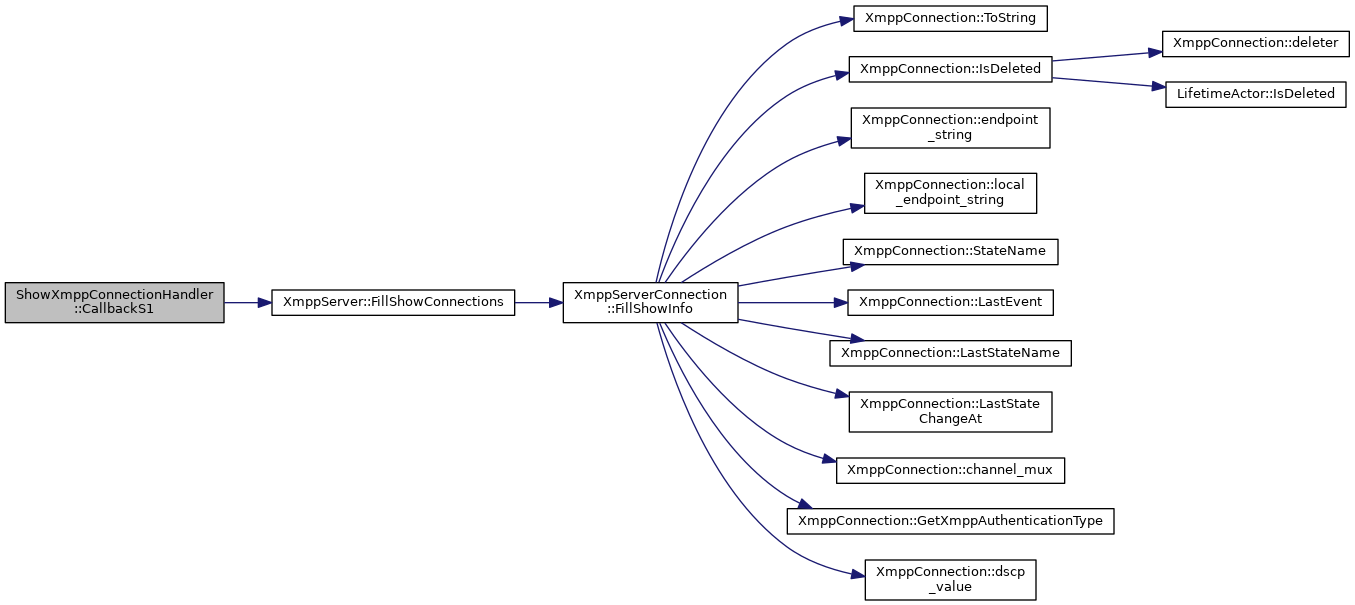 ShowXmppConnectionHandler
::CallbackS1
XmppServer::FillShowConnections
XmppServerConnection
::FillShowInfo
XmppConnection::ToString
XmppConnection::IsDeleted
XmppConnection::deleter
LifetimeActor::IsDeleted
XmppConnection::endpoint
_string
XmppConnection::local
_endpoint_string
XmppConnection::StateName
XmppConnection::LastEvent
XmppConnection::LastStateName
XmppConnection::LastState
ChangeAt
XmppConnection::channel_mux
XmppConnection::GetXmppAuthenticationType
XmppConnection::dscp
_value